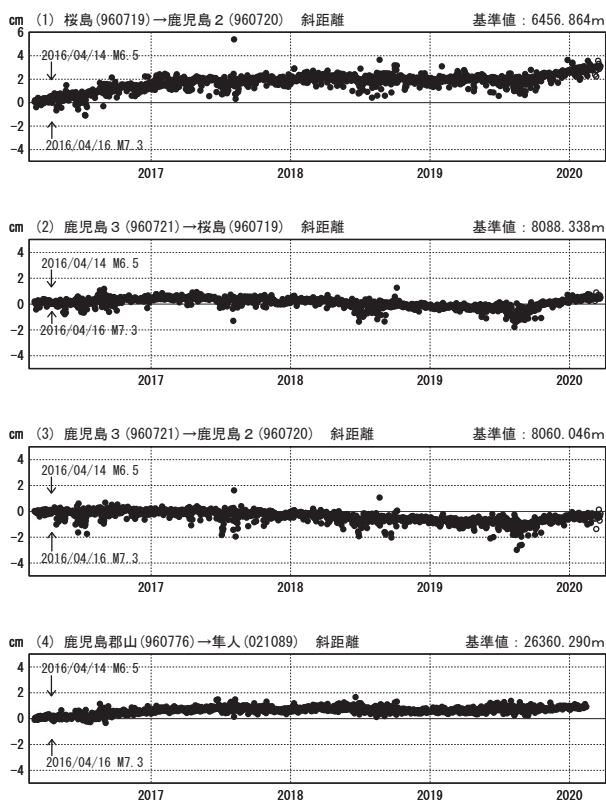 cm (1) 桜島(960719)→鹿児島2(960720) 斜距離 基準値：6456.864m
6
4
2
0
-2
-4
2016/04/14 M6.5
2016/04/16 M7.3
2017 2018 2019 2020
cm (2) 鹿児島3(960721)→桜島(960719) 斜距離 基準値：8088.338m
4
2
0
-2
-4
2016/04/14 M6.5
2016/04/16 M7.3
2017 2018 2019 2020
cm (3) 鹿児島3(960721)→鹿児島2(960720) 斜距離 基準値：8060.046m
4
2
0
-2
-4
2016/04/14 M6.5
2016/04/16 M7.3
2017 2018 2019 2020
cm (4) 鹿児島郡山(960776)→隼人(021089) 斜距離 基準値：26360.290m
4
2
0
-2
-4
2016/04/14 M6.5
2016/04/16 M7.3
2017 2018 2019 2020